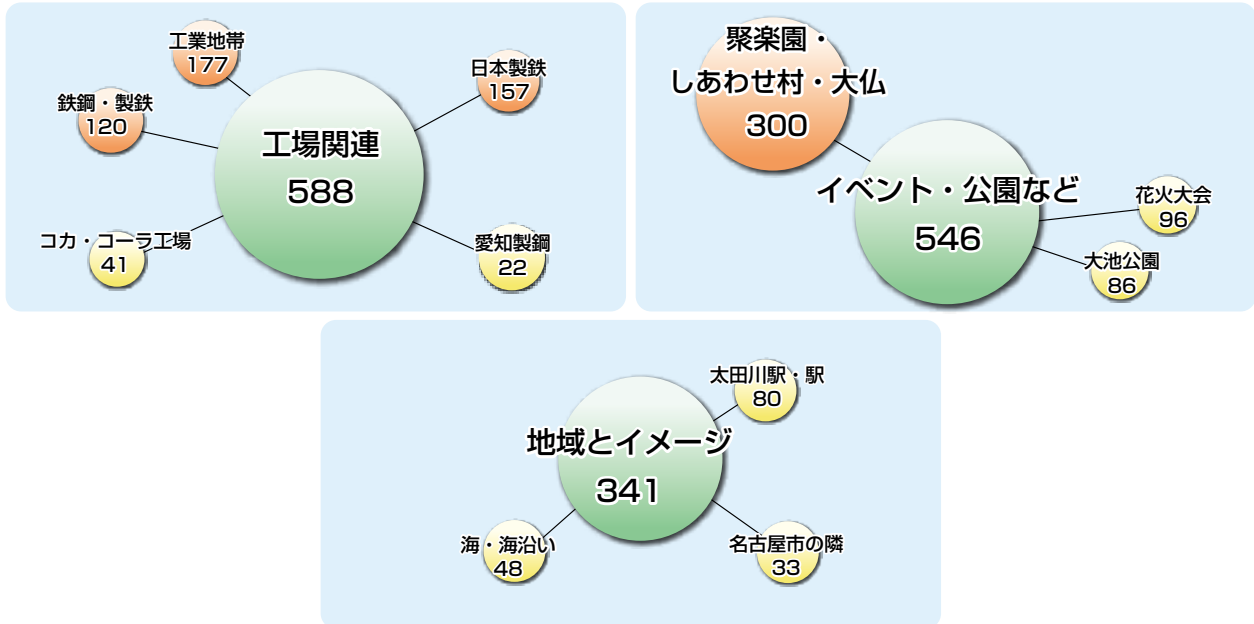 工業地帯
177
日本製鉄
157
鉄鋼・製鉄
120
工場関連
588
コカ・コーラ工場
41
愛知製鋼
22
聚楽園・
しあわせ村・大仏
300
イベント・公園など
546
花火大会
96
大池公園
86
太田川駅・駅
80
地域とイメージ
341
海・海沿い
48
名古屋市の隣
33